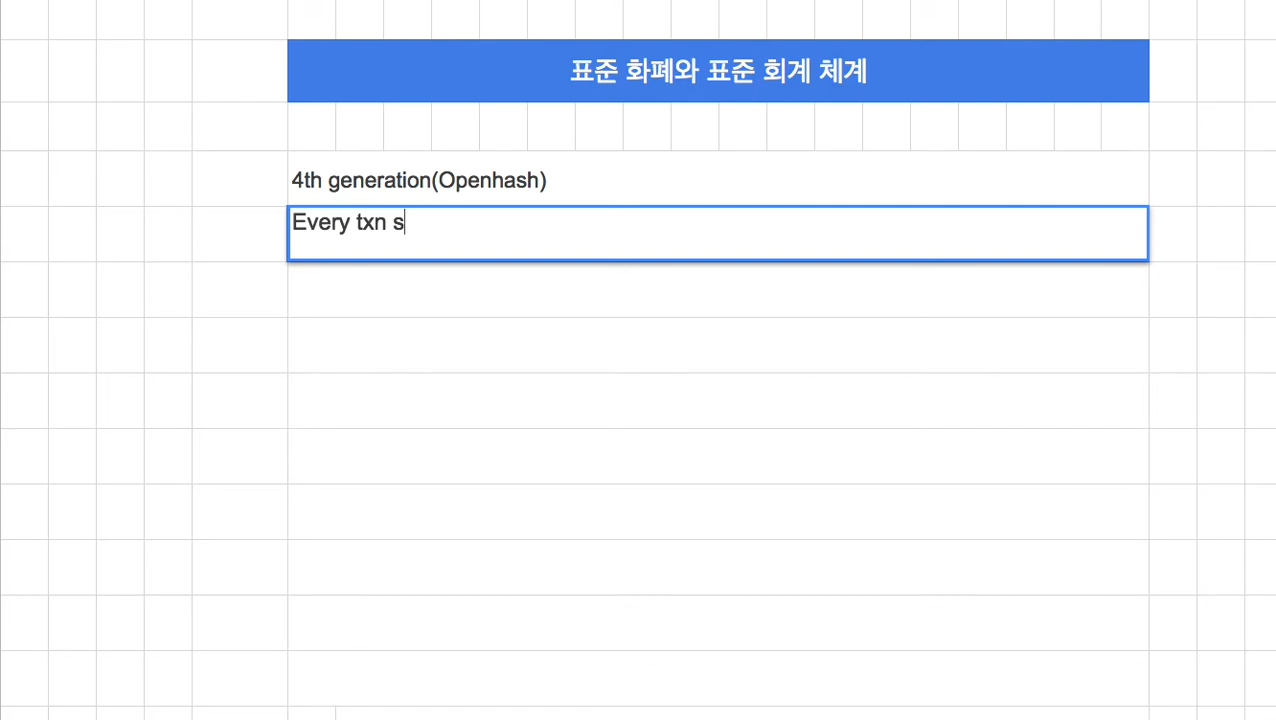 표준 화폐와 표준 회계 체계
4th generation(Openhash)
Every txn s